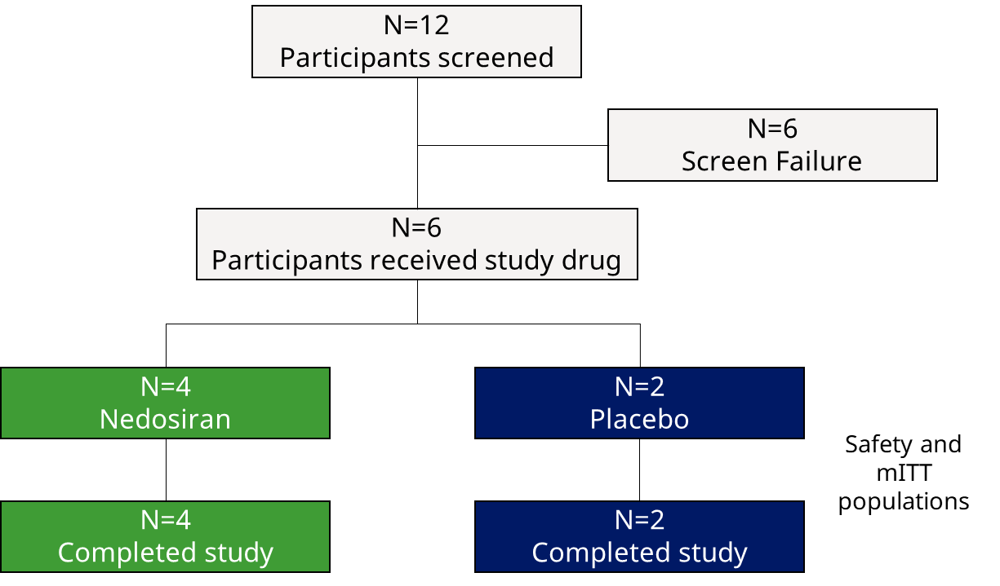 N=12
Participants screened
N=6
Screen Failure
N=6
Participants received study drug
N=4
Nedosiran
N=2
Placebo
Safety and
mITT
populations
N=4
Completed study
N=2
Completed study